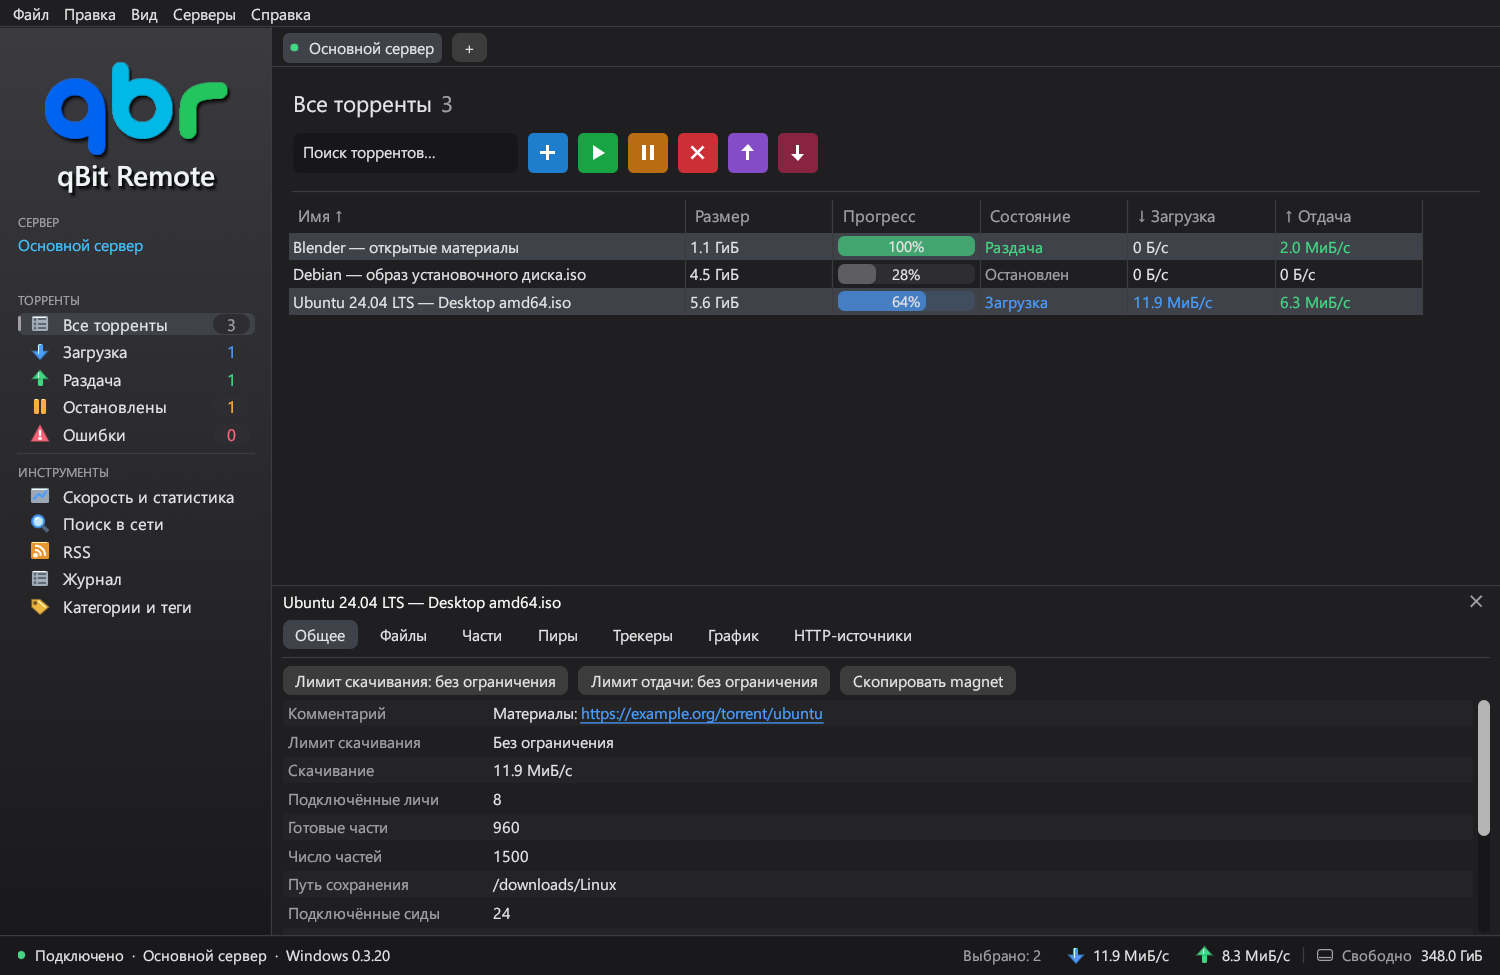 Файл Правка Вид Серверы Справка
qbr
qBit Remote
СЕРВЕР
Основной сервер
ТОРРЕНТЫ
Все торренты 3
Загрузка 1
Раздача 1
Остановлены 1
Ошибки 0
ИНСТРУМЕНТЫ
Скорость и статистика
Поиск в сети
RSS
Журнал
Категории и теги
Основной сервер +
Все торренты 3
Поиск торрентов...
Имя ↑ Размер Прогресс Состояние ↓ Загрузка ↑ Отдача
Blender — открытые материалы 1.1 ГиБ 100% Раздача 0 Б/с 2.0 МиБ/с
Debian — образ установочного диска.iso 4.5 ГиБ 28% Остановлен 0 Б/с 0 Б/с
Ubuntu 24.04 LTS — Desktop amd64.iso 5.6 ГиБ 64% Загрузка 11.9 МиБ/с 6.3 МиБ/с
Ubuntu 24.04 LTS — Desktop amd64.iso
Общее Файлы Части Пиры Трекеры График HTTP-источники
Лимит скачивания: без ограничения Лимит отдачи: без ограничения Скопировать magnet
Комментарий Материалы: https://example.org/torrent/ubuntu
Лимит скачивания Без ограничения
Скачивание 11.9 МиБ/с
Подключённые личи 8
Готовые части 960
Число частей 1500
Путь сохранения /downloads/Linux
Подключённые сиды 24
Подключено · Основной сервер · Windows 0.3.20 Выбрано: 2 11.9 МиБ/с 8.3 МиБ/с Свободно 348.0 ГиБ